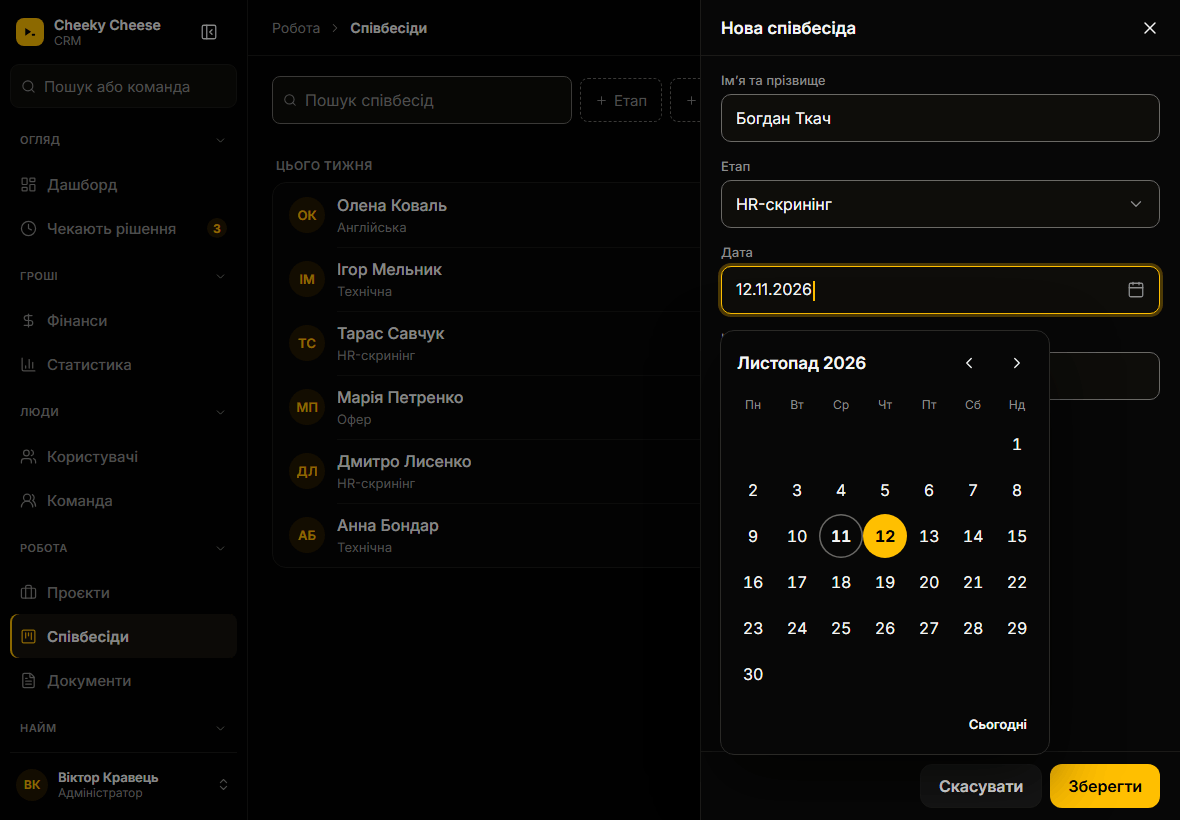 Cheeky Cheese
CRM
Пошук або команда
ОГЛЯД
Дашборд
Чекають рішення 3
ГРОШІ
Фінанси
Статистика
ЛЮДИ
Користувачі
Команда
РОБОТА
Проєкти
Співбесіди
Документи
НАЙМ
ВК
Віктор Кравець
Адміністратор
Робота > Співбесіди
Пошук співбесід
+ Етап
+
ЦЬОГО ТИЖНЯ
ОК
Олена Коваль
Англійська
ІМ
Ігор Мельник
Технічна
ТС
Тарас Савчук
HR-скринінг
МП
Марія Петренко
Офер
ДЛ
Дмитро Лисенко
HR-скринінг
АБ
Анна Бондар
Технічна
Нова співбесіда
Ім’я та прізвище
Богдан Ткач
Етап
HR-скринінг
Дата
12.11.2026
Листопад 2026
Пн Вт Ср Чт Пт Сб Нд
1
2 3 4 5 6 7 8
9 10 11 12 13 14 15
16 17 18 19 20 21 22
23 24 25 26 27 28 29
30
Сьогодні
Скасувати
Зберегти